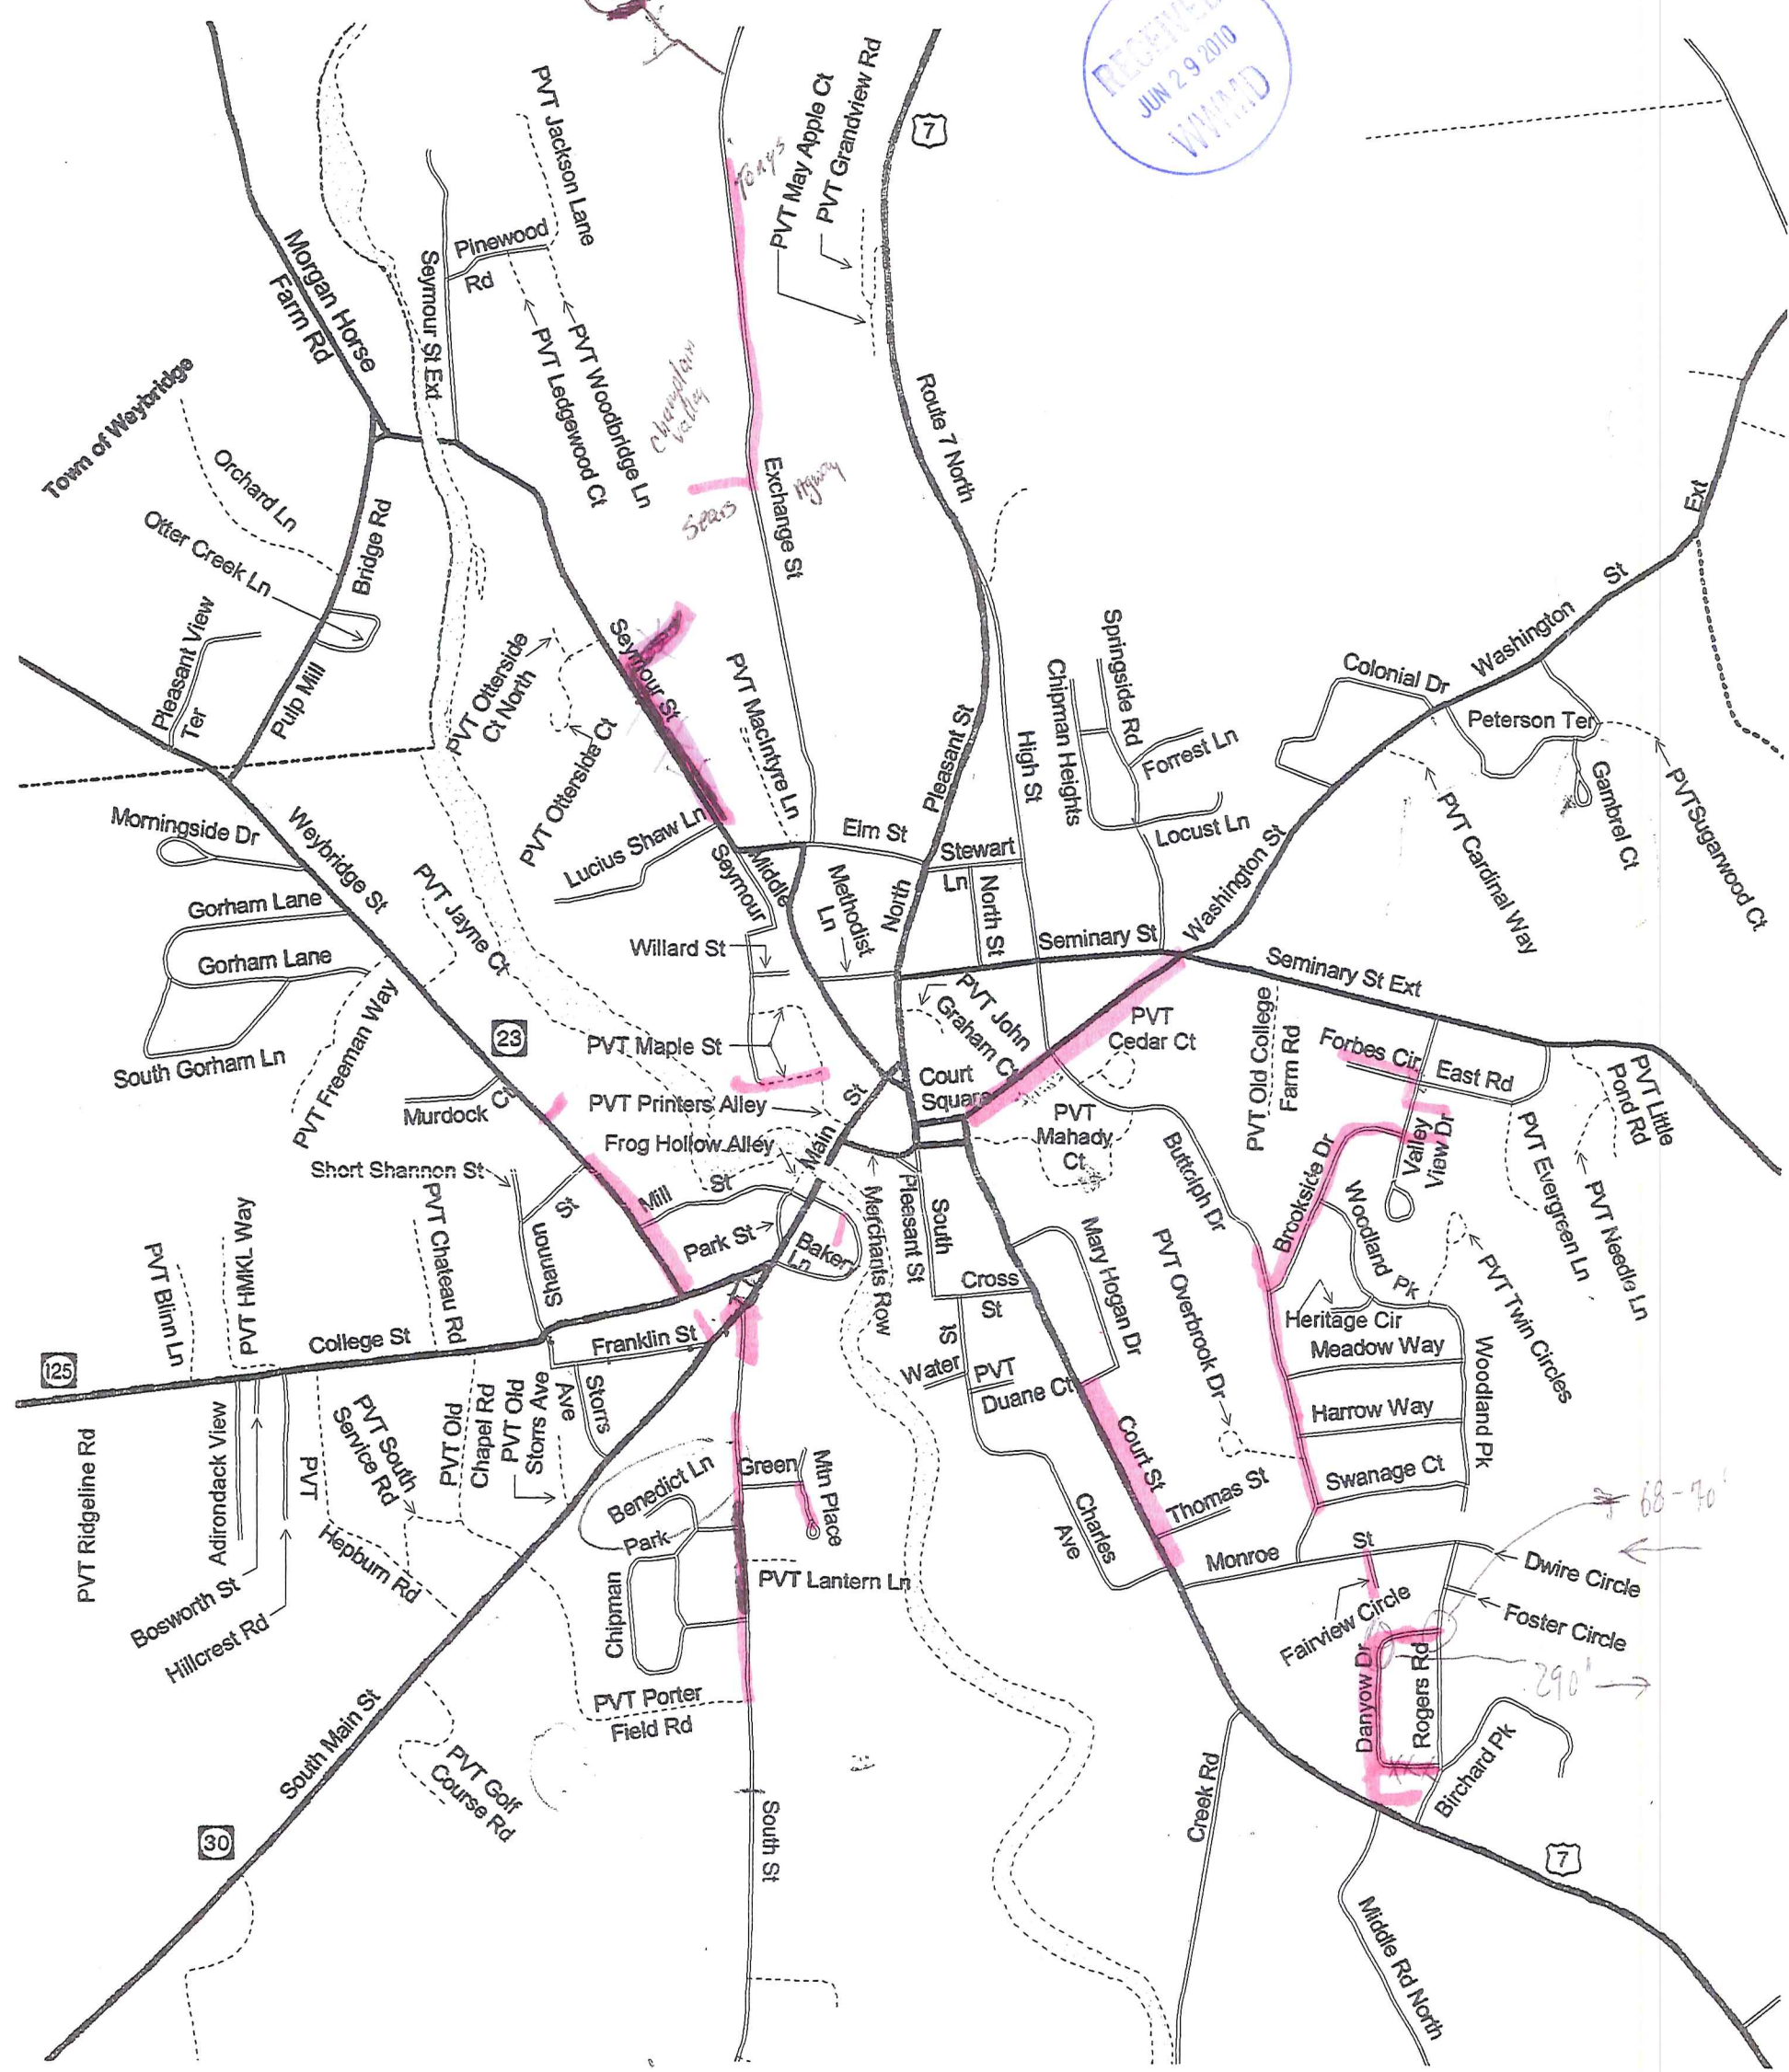 RECEIVED
JUN 29 2010
WWMD
7
PVT Jackson Lane
Tonys
PVT May Apple Ct
PVT Grandview Rd
Morgan Horse
Farm Rd
Seymour St Ext
Pinewood
Rd
PVT Ledgewood Ct
PVT Woodbridge Ln
Champlain
Valley
Agway
Sears
Exchange St
Route 7 North
Town of Weybridge
Orchard Ln
Otter Creek Ln
Bridge Rd
Pulp Mill
Pleasant View
Ter
PVT Otterside
Ct North
PVT Otterside Ct
Seymour St
PVT MacIntyre Ln
Pleasant St
North
High St
Chipman Heights
Springside Rd
Forrest Ln
Locust Ln
Colonial Dr
Washington
St
Ext
Peterson Ter
Gambrel Ct
PVT Sugarwood Ct
PVT Cardinal Way
Washington St
Morningside Dr
Weybridge St
Gorham Lane
Gorham Lane
South Gorham Ln
PVT Jayne Ct
PVT Freeman Way
23
Murdock Ct
Lucius Shaw Ln
Seymour
Middle
Elm St
Methodist
Ln
Stewart
Ln
North St
Willard St
Seminary St
Seminary St Ext
PVT Maple St
PVT John
Graham Ct
PVT
Cedar Ct
PVT Old College
Farm Rd
Forbes Cir
East Rd
PVT Little
Pond Rd
Court
Square
PVT Printers Alley
Frog Hollow Alley
Main
St
PVT
Mahady
Ct
Buttolph Dr
Brookside Dr
Valley
View Dr
PVT Evergreen Ln
PVT Needle Ln
Short Shannon St
Shannon
St
Mill
St
Park St
Bakery
Ln
Merchants Row
South
Pleasant St
Cross
St
Mary Hogan Dr
PVT Overbrook Dr
Woodland Pk
PVT Twin Circles
Heritage Cir
Meadow Way
Harrow Way
Swanage Ct
Woodland Pk
PVT Blinn Ln
PVT HMKL Way
PVT Chateau Rd
College St
Franklin St
125
PVT Ridgeline Rd
Adirondack View
Bosworth St
Hillcrest Rd
PVT
Hepburn Rd
PVT South
Service Rd
PVT Old
Chapel Rd
PVT Old
Storrs Ave
Storrs
Ave
Water
St
PVT
Duane Ct
Court St
Thomas St
Charles
Ave
Benedict Ln
Park
Chipman
Green
Mtn Place
PVT Lantern Ln
Monroe
St
68-70'
Dwire Circle
Foster Circle
Fairview Circle
Danyow Dr
Rogers Rd
290'
Birchard Pk
PVT Porter
Field Rd
South Main St
PVT Golf
Course Rd
30
South St
Creek Rd
7
Middle Rd North